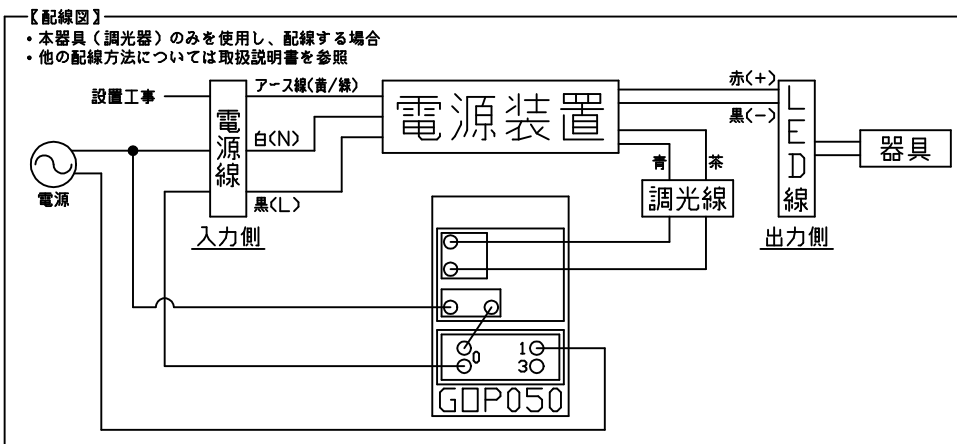 【配線図】
・本器具（調光器）のみを使用し、配線する場合
・他の配線方法については取扱説明書を参照
設置工事
アース線(黄/緑)
電源線
白(N)
黒(L)
入力側
電源
電源装置
赤(+)
黒(-)
青
茶
調光線
LED線
出力側
器具
0
1
3
GOP050